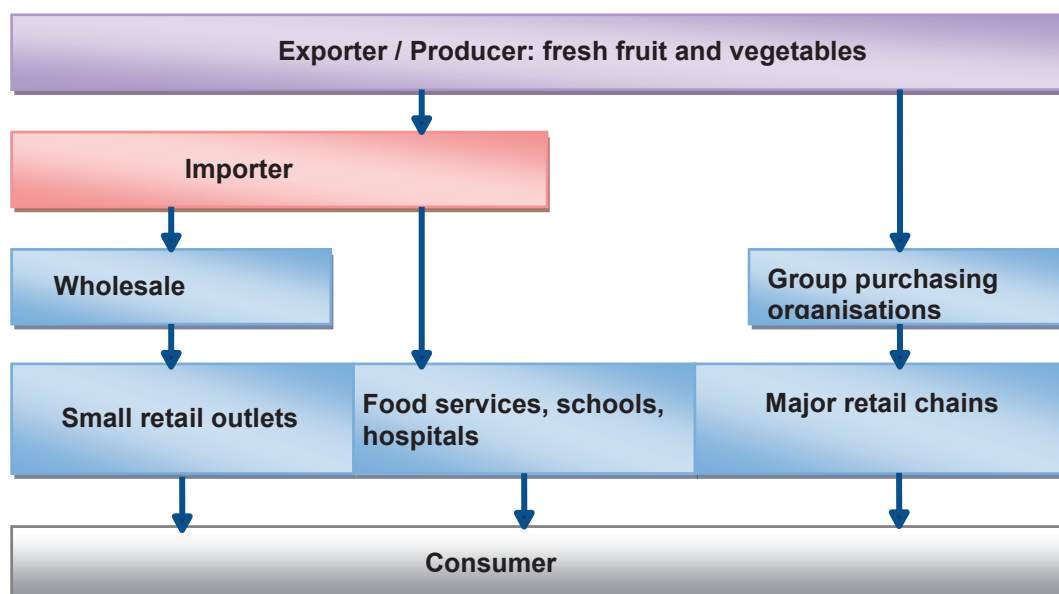 Exporter / Producer: fresh fruit and vegetables
Importer
Wholesale
Group purchasing
organisations
Small retail outlets
Food services, schools,
hospitals
Major retail chains
Consumer